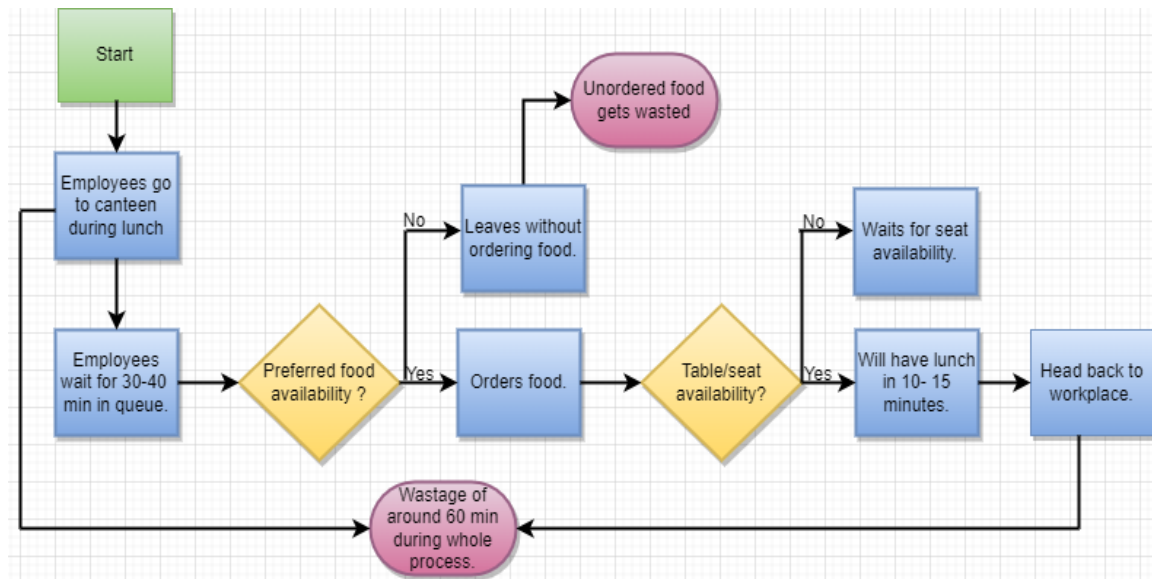 Start
Employees go
to canteen
during lunch
Employees
wait for 30-40
min in queue.
Preferred food
availability ?
No
Leaves without
ordering food.
Unordered food
gets wasted
Yes
Orders food.
Table/seat
availability?
No
Waits for seat
availability.
Yes
Will have lunch
in 10- 15
minutes.
Head back to
workplace.
Wastage of
around 60 min
during whole
process.